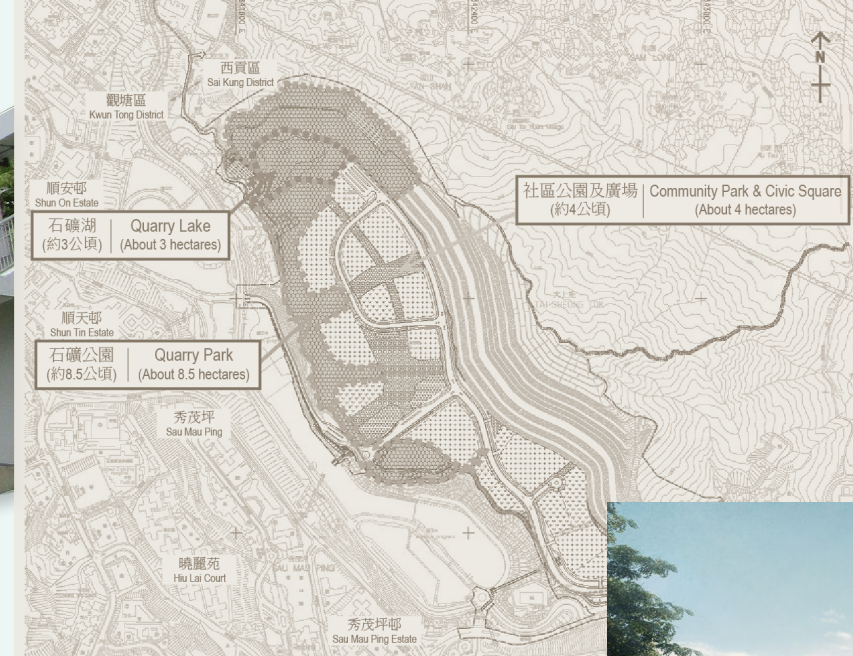 西貢區
Sai Kung District
N
觀塘區
Kwun Tong District
順安邨
Shun On Estate
社區公園及廣場
(約4公頃)
Community Park & Civic Square
(About 4 hectares)
石礦湖
(約3公頃)
Quarry Lake
(About 3 hectares)
順天邨
Shun Tin Estate
石礦公園
(約8.5公頃)
Quarry Park
(About 8.5 hectares)
秀茂坪
Sau Mau Ping
曉麗苑
Hiu Lai Court
SAU MAU PING
秀茂坪邨
Sau Mau Ping Estate